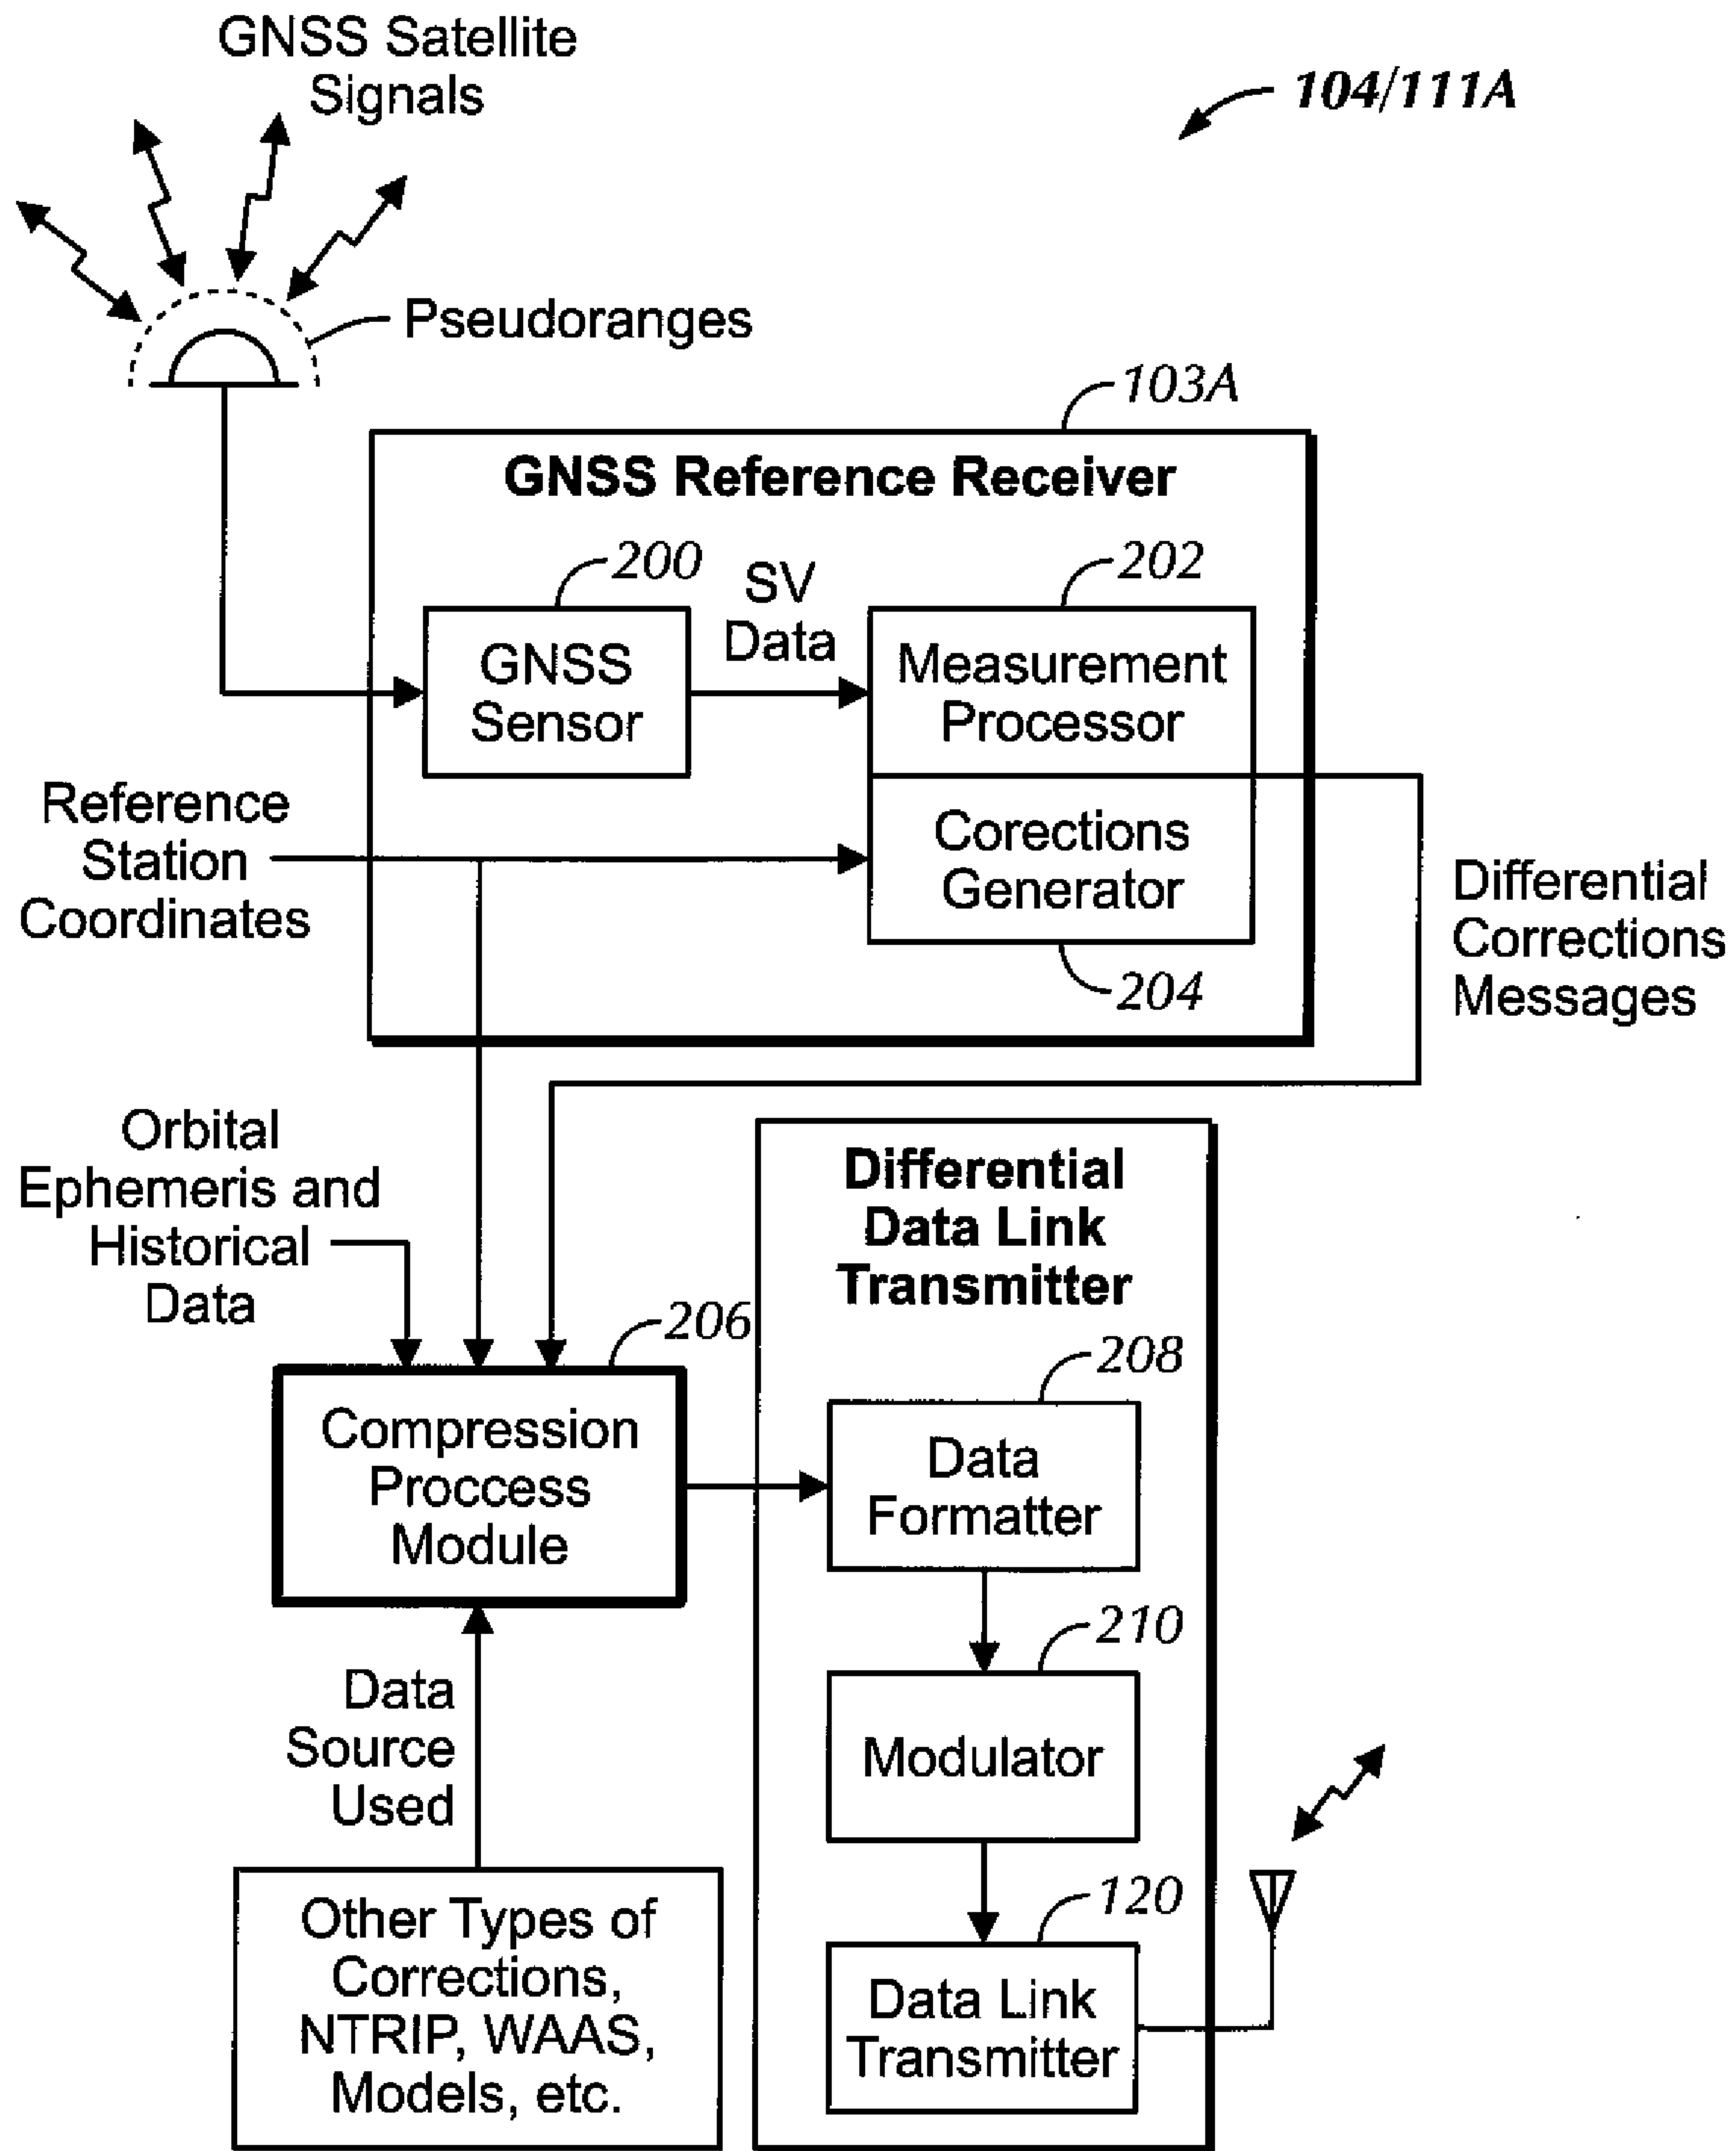 GNSS Satellite
Signals
104/111A
Pseudoranges
103A
GNSS Reference Receiver
200
SV
Data
202
GNSS
Sensor
Measurement
Processor
Reference
Station
Coordinates
Corections
Generator
204
Differential
Corrections
Messages
Orbital
Ephemeris and
Historical
Data
Differential
Data Link
Transmitter
206
208
Compression
Proccess
Module
Data
Formatter
210
Data
Source
Used
Modulator
120
Other Types of
Corrections,
NTRIP, WAAS,
Models, etc.
Data Link
Transmitter